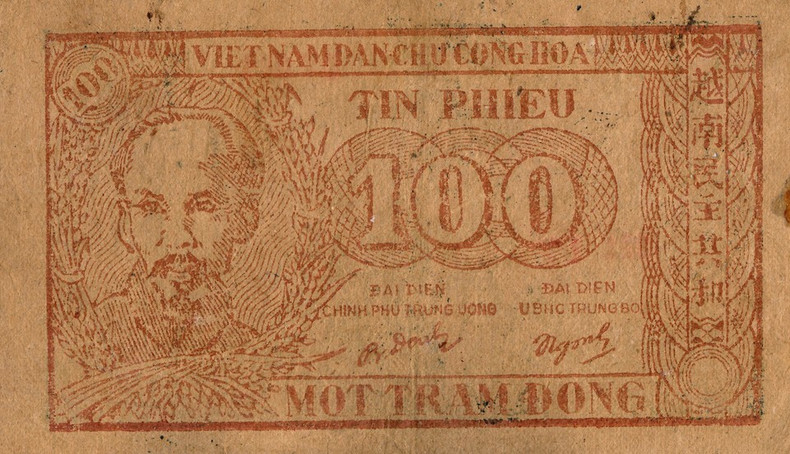 VIET-NAM DAN-CHU CONG HOA
100
TIN PHIEU
100
越南民主共和
ĐAI DIEN
CHINH PHU TRUNG UONG
ĐAI DIEN
UBHC TRUNG BO
MOT TRAM DONG